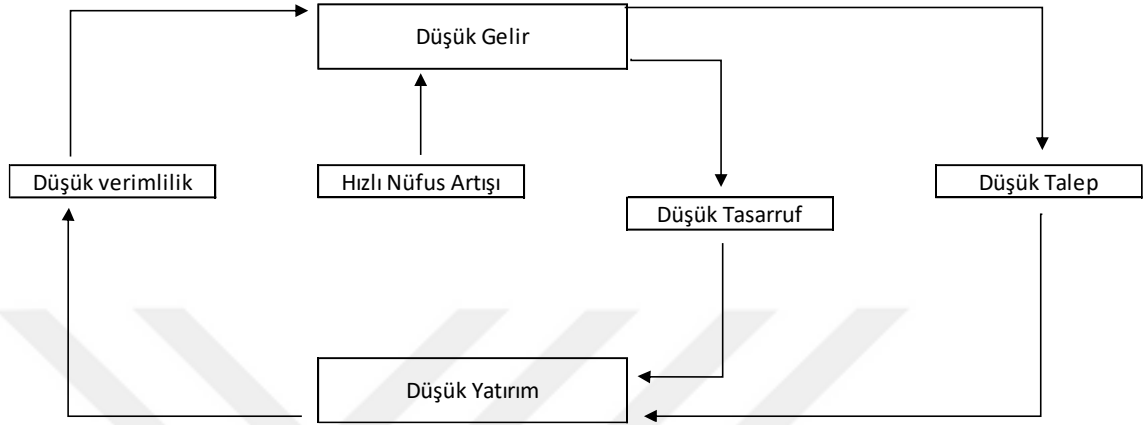 Düşük Gelir
Düşük verimlilik
Hızlı Nüfus Artışı
Düşük Talep
Düşük Tasarruf
Düşük Yatırım